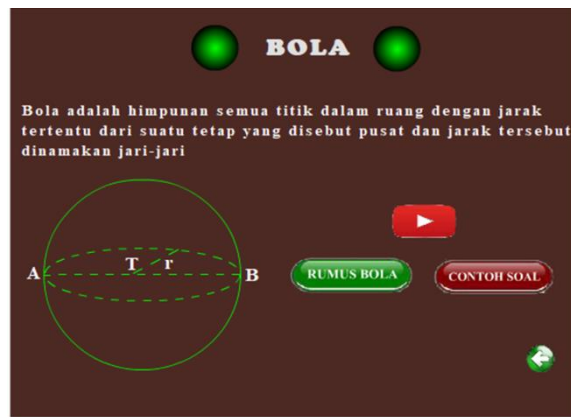 BOLA
Bola adalah himpunan semua titik dalam ruang dengan jarak
tertentu dari suatu tetap yang disebut pusat dan jarak tersebut
dinamakan jari-jari
T r
A B
RUMUS BOLA CONTOH SOAL